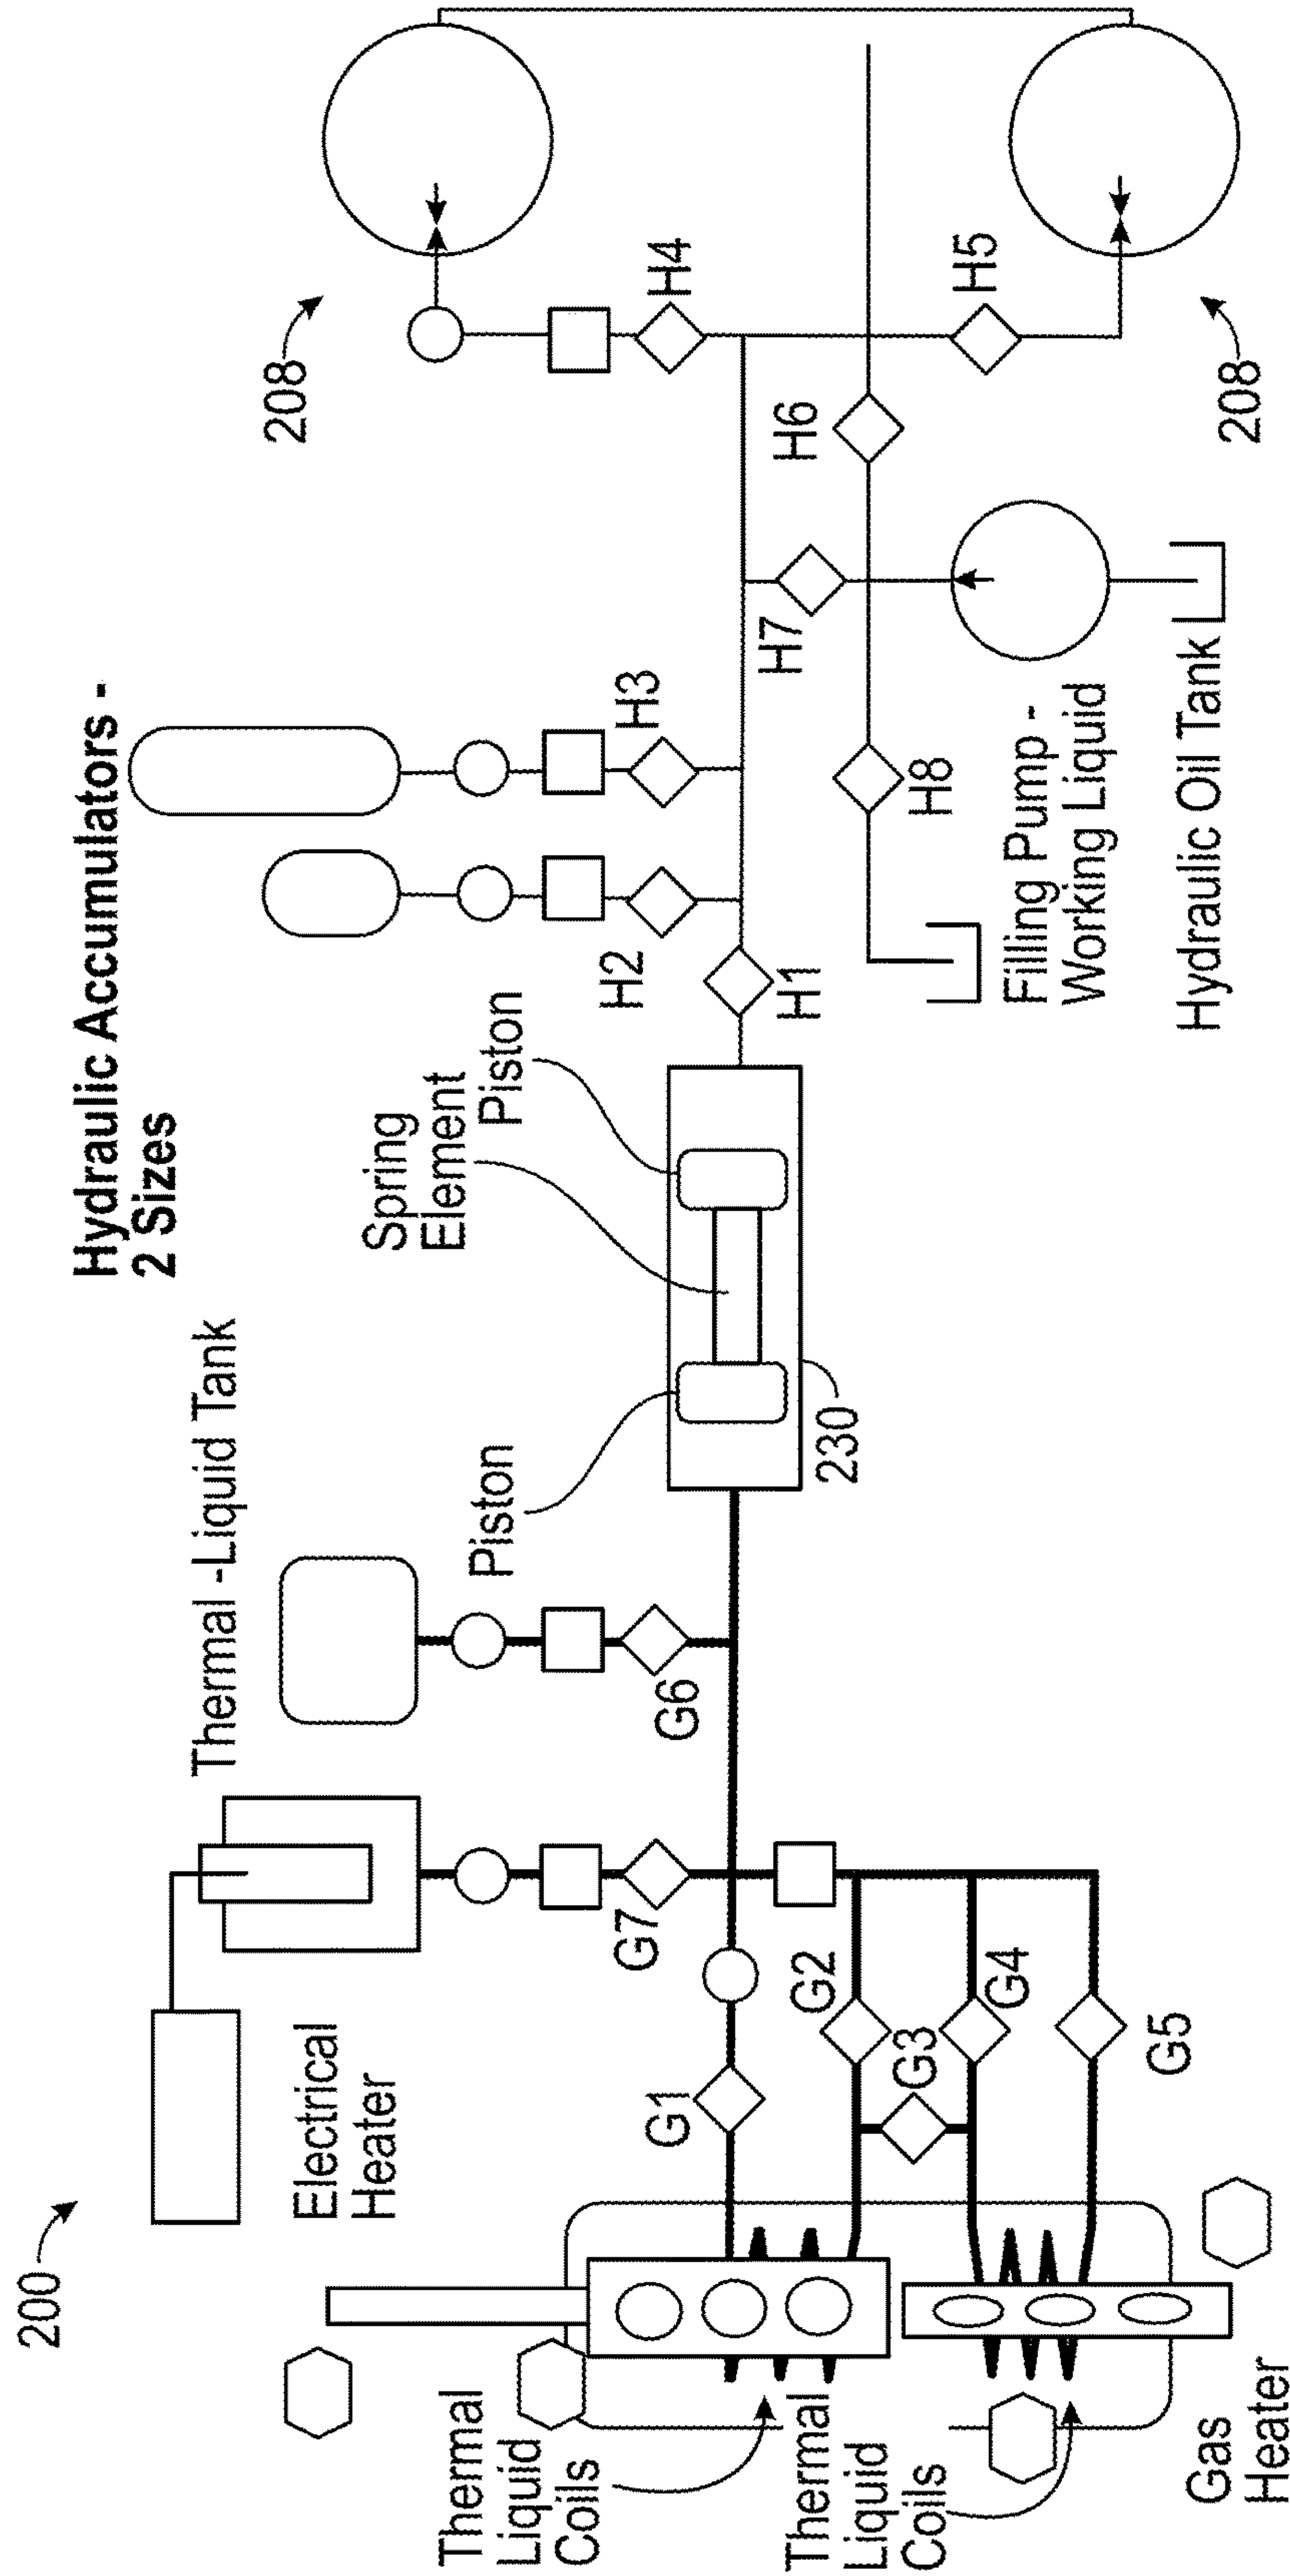 200
Hydraulic Accumulators -
2 Sizes
Thermal -Liquid Tank
Electrical
Heater
Spring
Element
Piston
Piston
230
208
208
G1
G2
G3
G4
G5
G6
G7
H1
H2
H3
H4
H5
H6
H7
H8
Filling Pump -
Working Liquid
Hydraulic Oil Tank
Thermal
Liquid
Coils
Thermal
Liquid
Coils
Gas
Heater